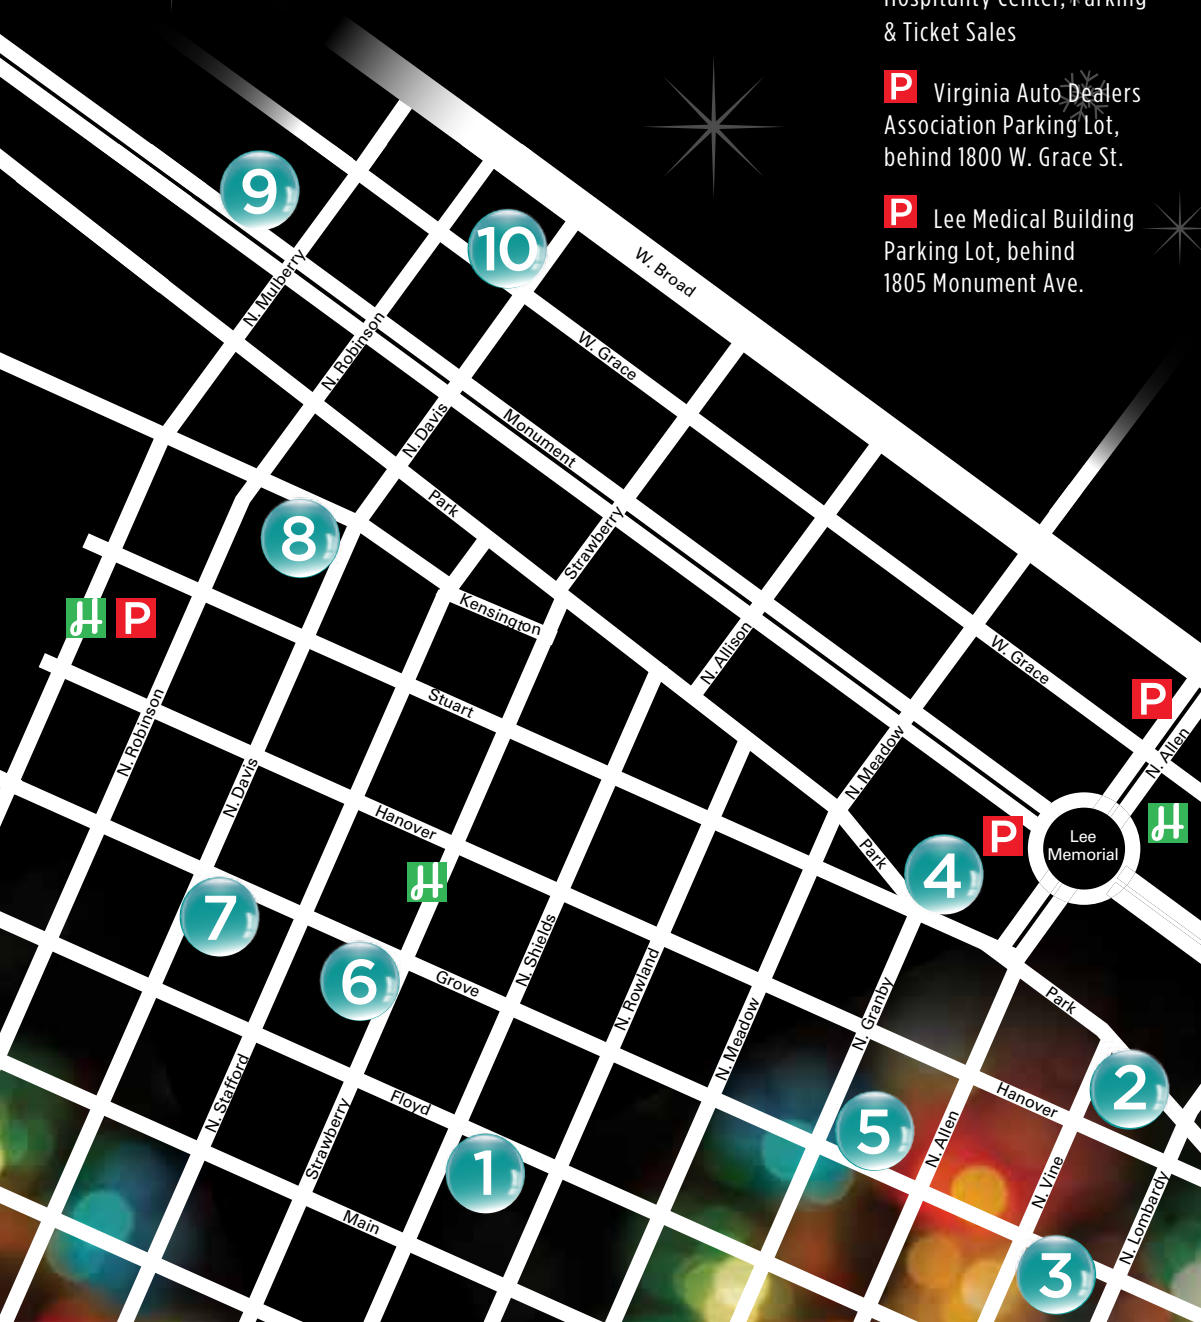 Hospitality Center, Parking
& Ticket Sales
P Virginia Auto Dealers
Association Parking Lot,
behind 1800 W. Grace St.
P Lee Medical Building
Parking Lot, behind
1805 Monument Ave.
9
10
W. Broad
N. Mulberry
N. Robinson
W. Grace
N. Davis
Monument
Park
8
Strawberry
Kensington
H P
N. Allison
W. Grace
Stuart
N. Robinson
P
N. Meadow
N. Allen
N. Davis
Hanover
H
P
Lee
Memorial
Park
4
H
7
6
N. Shields
Grove
N. Rowland
N. Granby
Park
N. Meadow
2
N. Stafford
Floyd
Hanover
Strawberry
5
N. Allen
1
N. Vine
N. Lombardy
Main
3